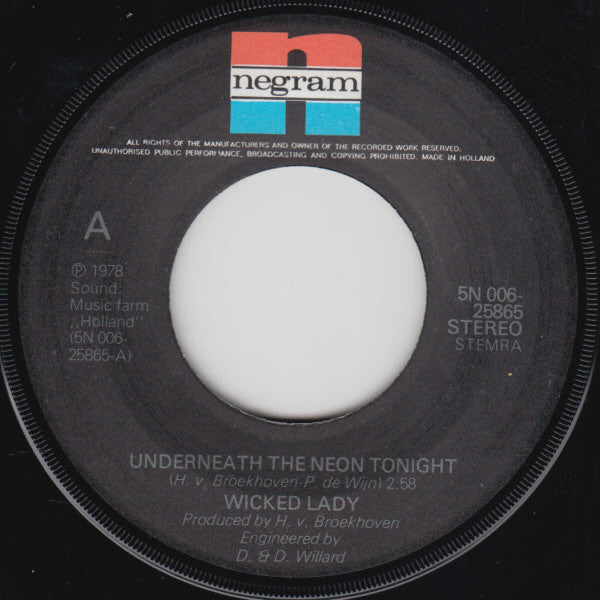 negram
ALL RIGHTS OF THE MANUFACTURERS AND OWNER OF THE RECORDED WORK RESERVED.
UNAUTHORISED PUBLIC PERFORMANCE, BROADCASTING AND COPYING PROHIBITED. MADE IN HOLLAND
A
℗ 1978
Sound:
Music farm
,,Holland"
(5N 006-
25865-A)
5N 006-
25865
STEREO
STEMRA
UNDERNEATH THE NEON TONIGHT
(H. v. Broekhoven-P. de Wijn) 2:58
WICKED LADY
Produced by H. v. Broekhoven
Engineered by
D. & D. Willard